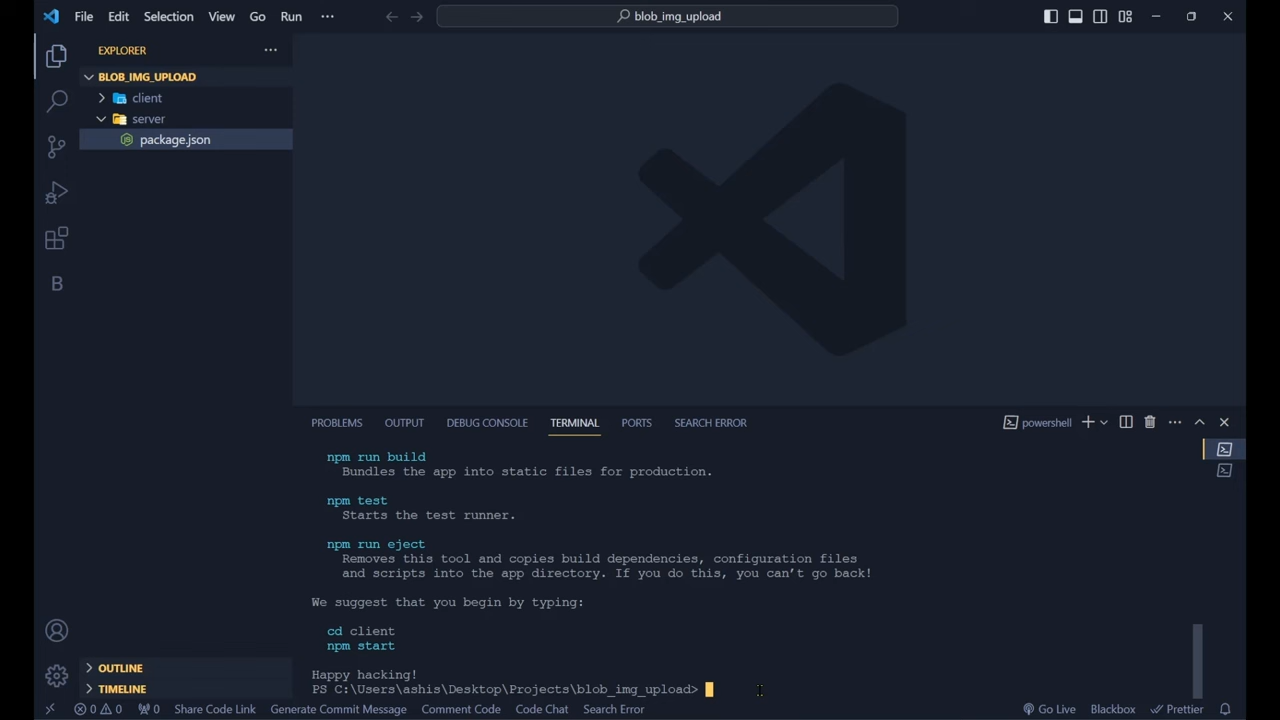 File Edit Selection View Go Run ···
blob_img_upload
EXPLORER ···
BLOB_IMG_UPLOAD
client
server
package.json
B
PROBLEMS OUTPUT DEBUG CONSOLE TERMINAL PORTS SEARCH ERROR
powershell ···
npm run build
Bundles the app into static files for production.
npm test
Starts the test runner.
npm run eject
Removes this tool and copies build dependencies, configuration files
and scripts into the app directory. If you do this, you can’t go back!
We suggest that you begin by typing:
cd client
npm start
Happy hacking!
PS C:\Users\ashis\Desktop\Projects\blob_img_upload>
OUTLINE
TIMELINE
0 0 0 Share Code Link Generate Commit Message Comment Code Code Chat Search Error Go Live Blackbox Prettier